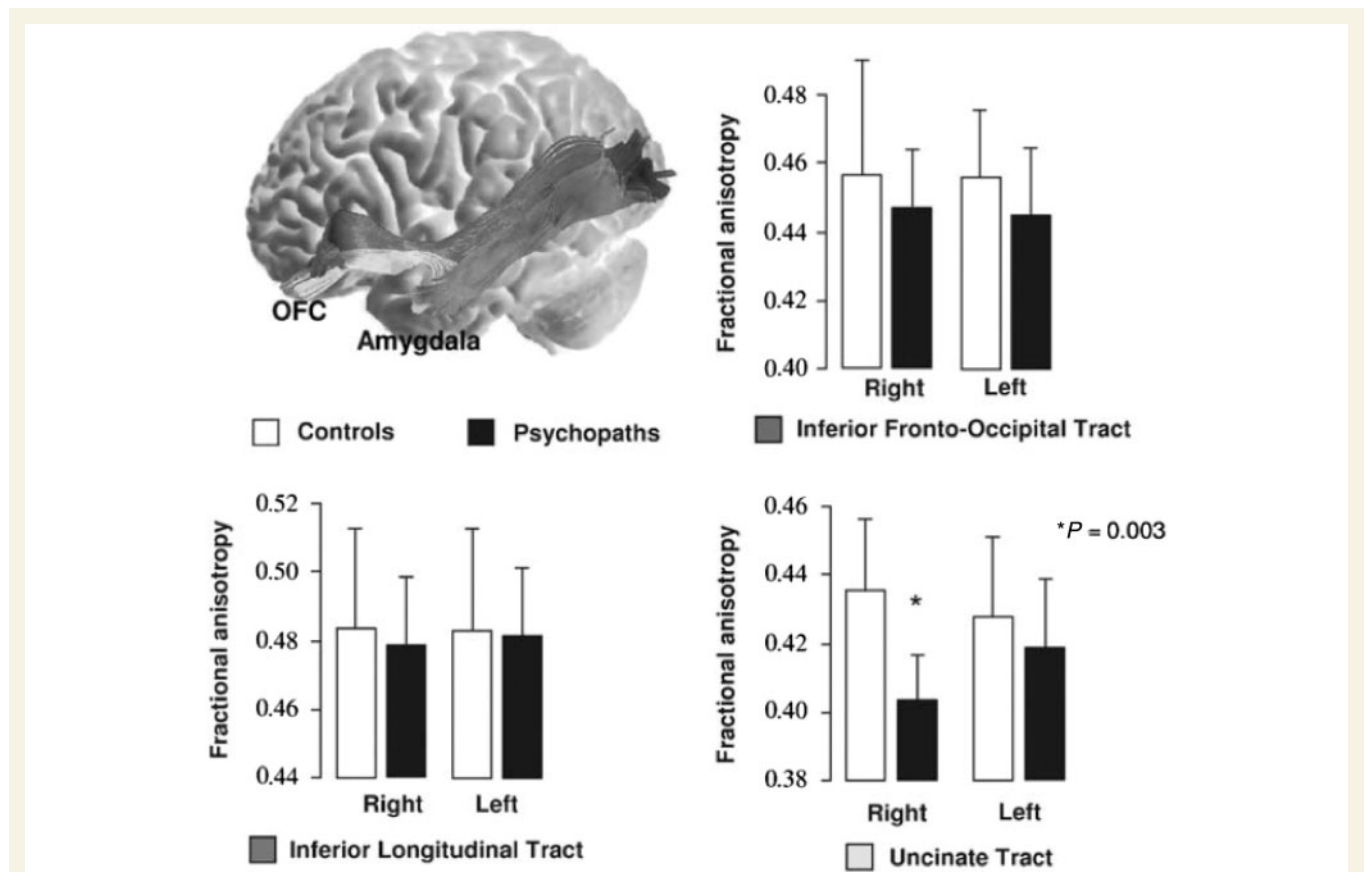 OFC
Amygdala
Controls
Psychopaths
Fractional anisotropy
0.48
0.46
0.44
0.42
0.40
Right Left
Inferior Fronto-Occipital Tract
Fractional anisotropy
0.52
0.50
0.48
0.46
0.44
Right Left
Inferior Longitudinal Tract
Fractional anisotropy
0.46
0.44
0.42
0.40
0.38
*P = 0.003
*
Right Left
Uncinate Tract